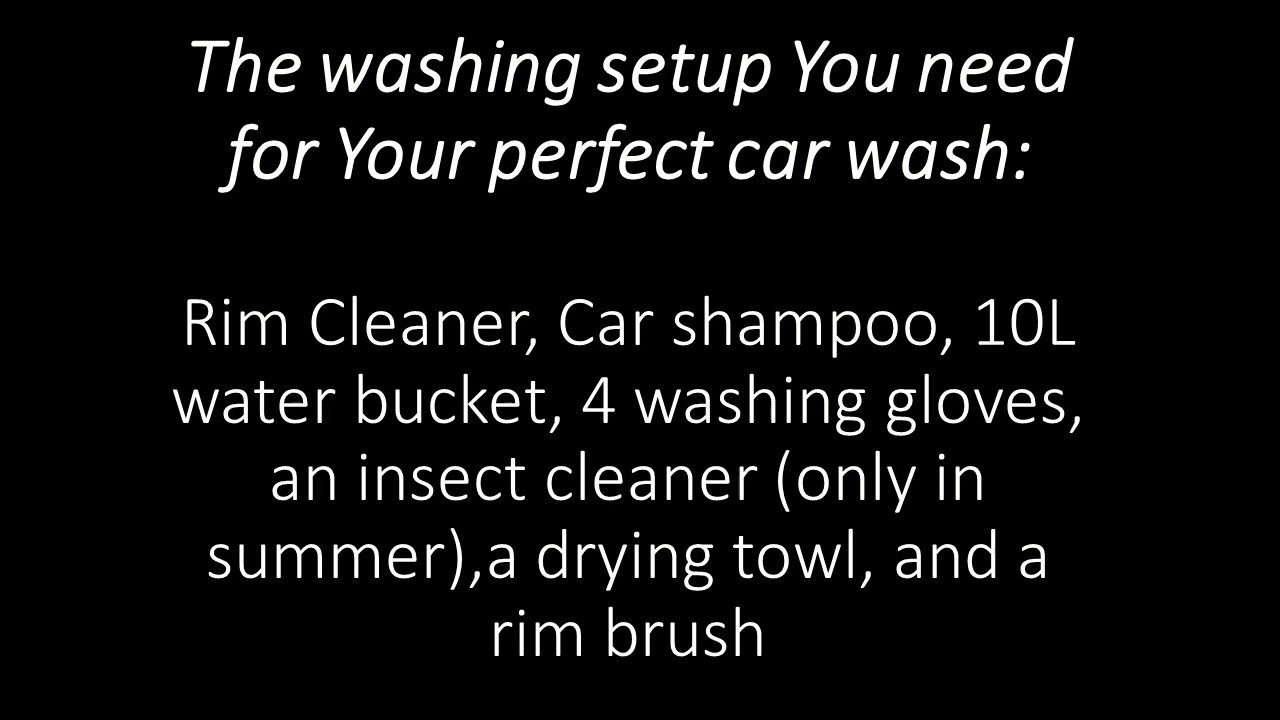 The washing setup You need
for Your perfect car wash:
Rim Cleaner, Car shampoo, 10L
water bucket, 4 washing gloves,
an insect cleaner (only in
summer),a drying towl, and a
rim brush